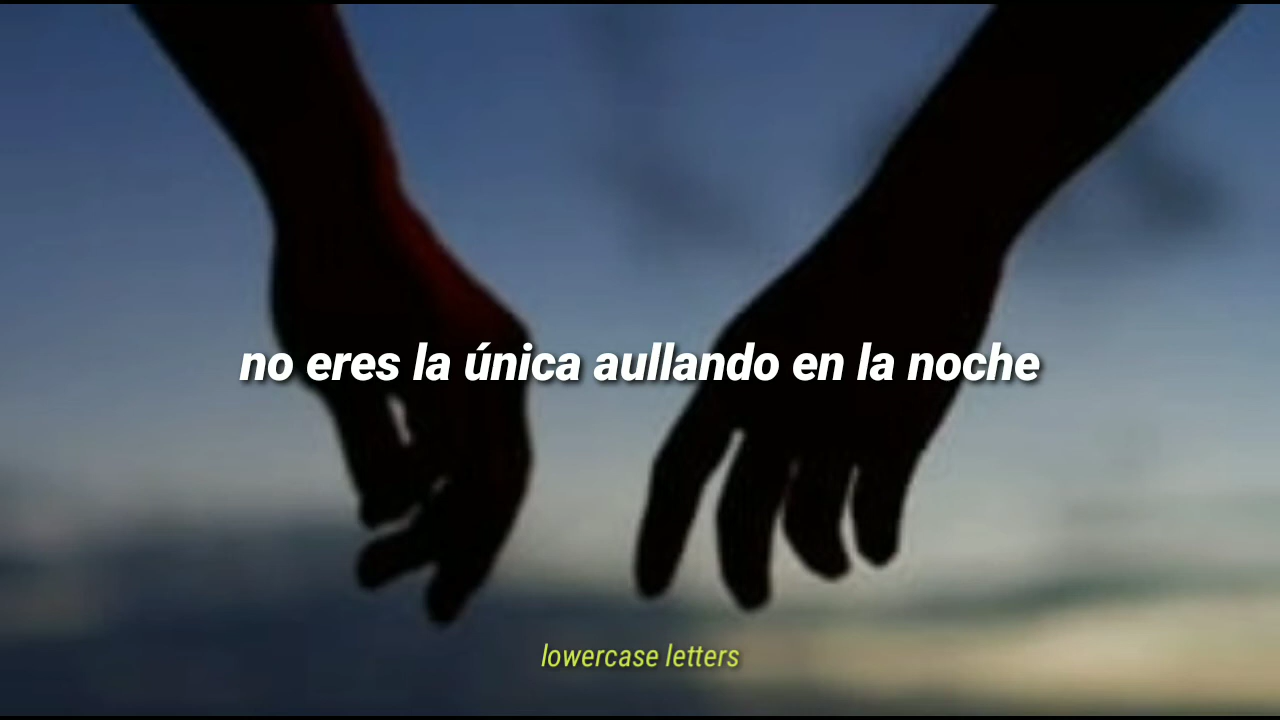 no eres la única aullando en la noche
lowercase letters